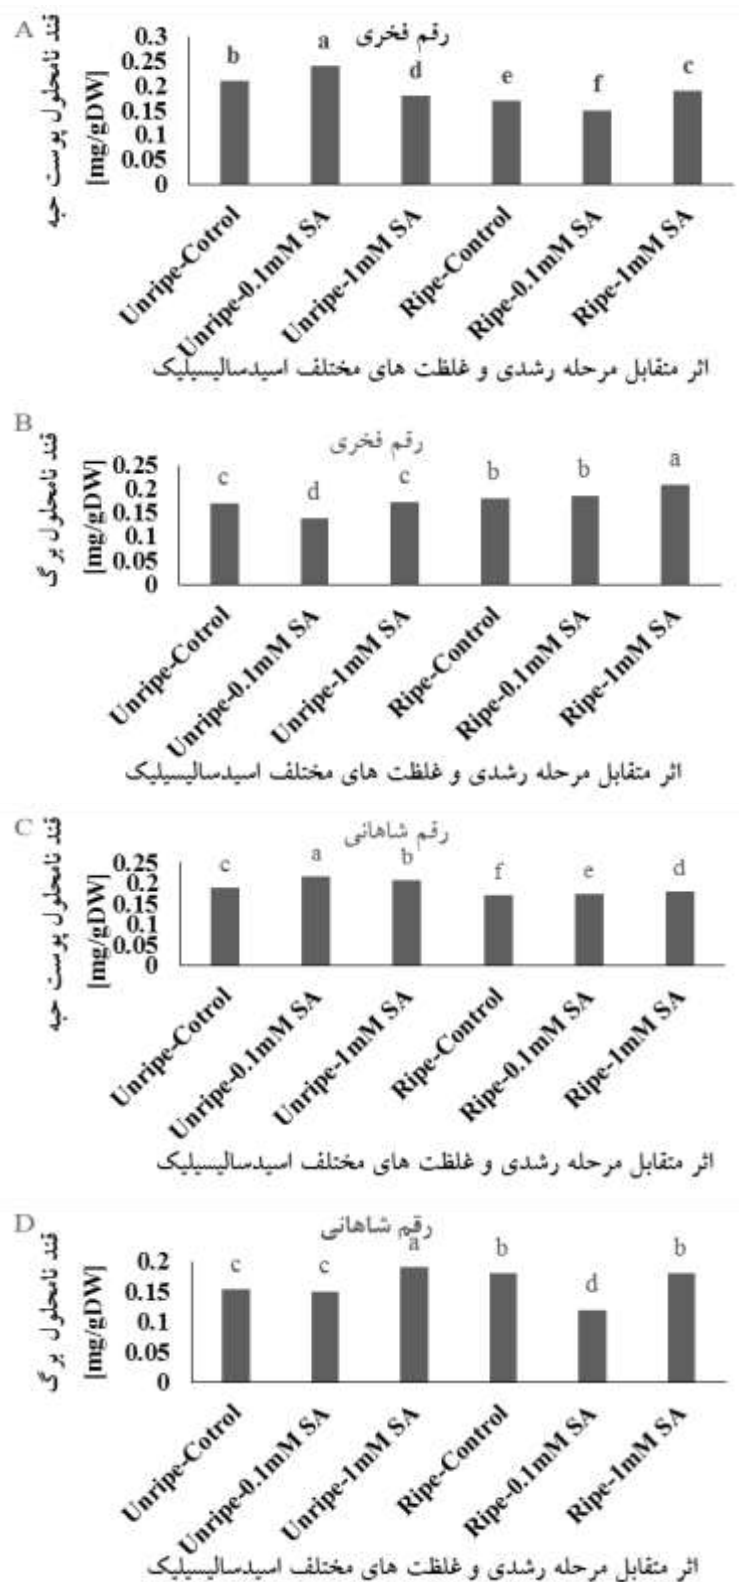 A
رقم فخری
قند نامحلول پوست حبه
[mg/gDW]
0.3
0.25
0.2
0.15
0.1
0.05
0
b
a
d
e
f
c
Unripe-Cotrol
Unripe-0.1mM SA
Unripe-1mM SA
Ripe-Control
Ripe-0.1mM SA
Ripe-1mM SA
اثر متقابل مرحله رشدی و غلظت های مختلف اسیدسالیسیلیک
B
رقم فخری
قند نامحلول برگ
[mg/gDW]
0.25
0.2
0.15
0.1
0.05
0
c
d
c
b
b
a
Unripe-Cotrol
Unripe-0.1mM SA
Unripe-1mM SA
Ripe-Control
Ripe-0.1mM SA
Ripe-1mM SA
اثر متقابل مرحله رشدی و غلظت های مختلف اسیدسالیسیلیک
C
رقم شاهانی
قند نامحلول پوست حبه
[mg/gDW]
0.25
0.2
0.15
0.1
0.05
0
c
a
b
f
e
d
Unripe-Cotrol
Unripe-0.1mM SA
Unripe-1mM SA
Ripe-Control
Ripe-0.1mM SA
Ripe-1mM SA
اثر متقابل مرحله رشدی و غلظت های مختلف اسیدسالیسیلیک
D
رقم شاهانی
قند نامحلول برگ
[mg/gDW]
0.2
0.15
0.1
0.05
0
c
c
a
b
d
b
Unripe-Cotrol
Unripe-0.1mM SA
Unripe-1mM SA
Ripe-Control
Ripe-0.1mM SA
Ripe-1mM SA
اثر متقابل مرحله رشدی و غلظت های مختلف اسیدسالیسیلیک